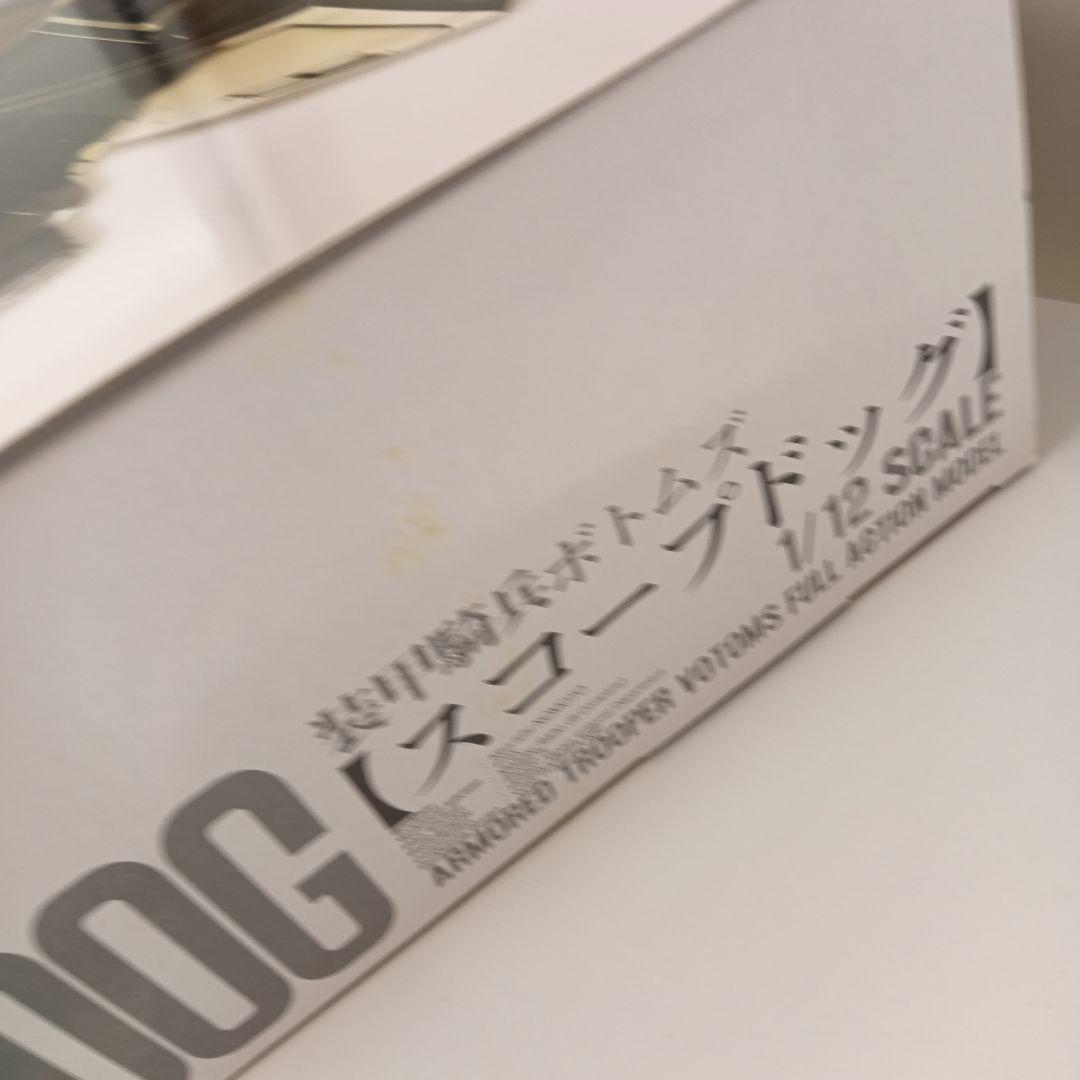 DOG
装甲騎兵ボトムズ
【スコープドッグ】
1/12 SCALE
ARMORED TROOPER VOTOMS FULL ACTION MODEL